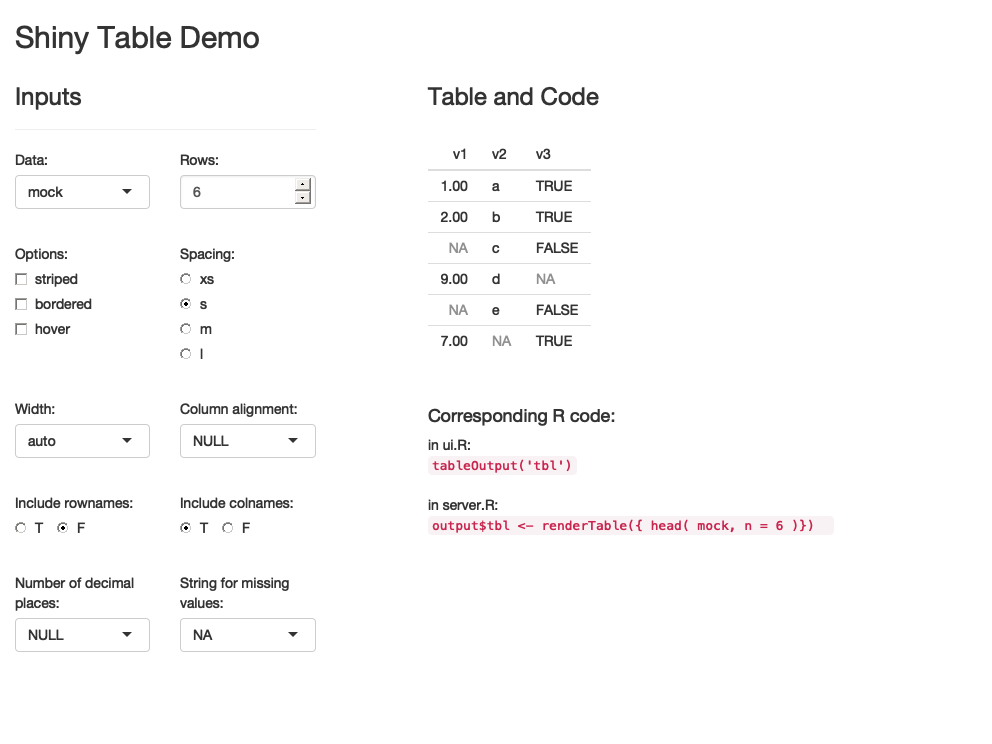 Shiny Table Demo
Inputs
Data: Rows:
mock 6
Options: Spacing:
striped xs
bordered s
hover m
l
Width: Column alignment:
auto NULL
Include rownames: Include colnames:
T F T F
Number of decimal places: String for missing values:
NULL NA
Table and Code
v1 v2 v3
1.00 a TRUE
2.00 b TRUE
NA c FALSE
9.00 d NA
NA e FALSE
7.00 NA TRUE
Corresponding R code:
in ui.R:
tableOutput('tbl')
in server.R:
output$tbl <- renderTable({ head( mock, n = 6 )})